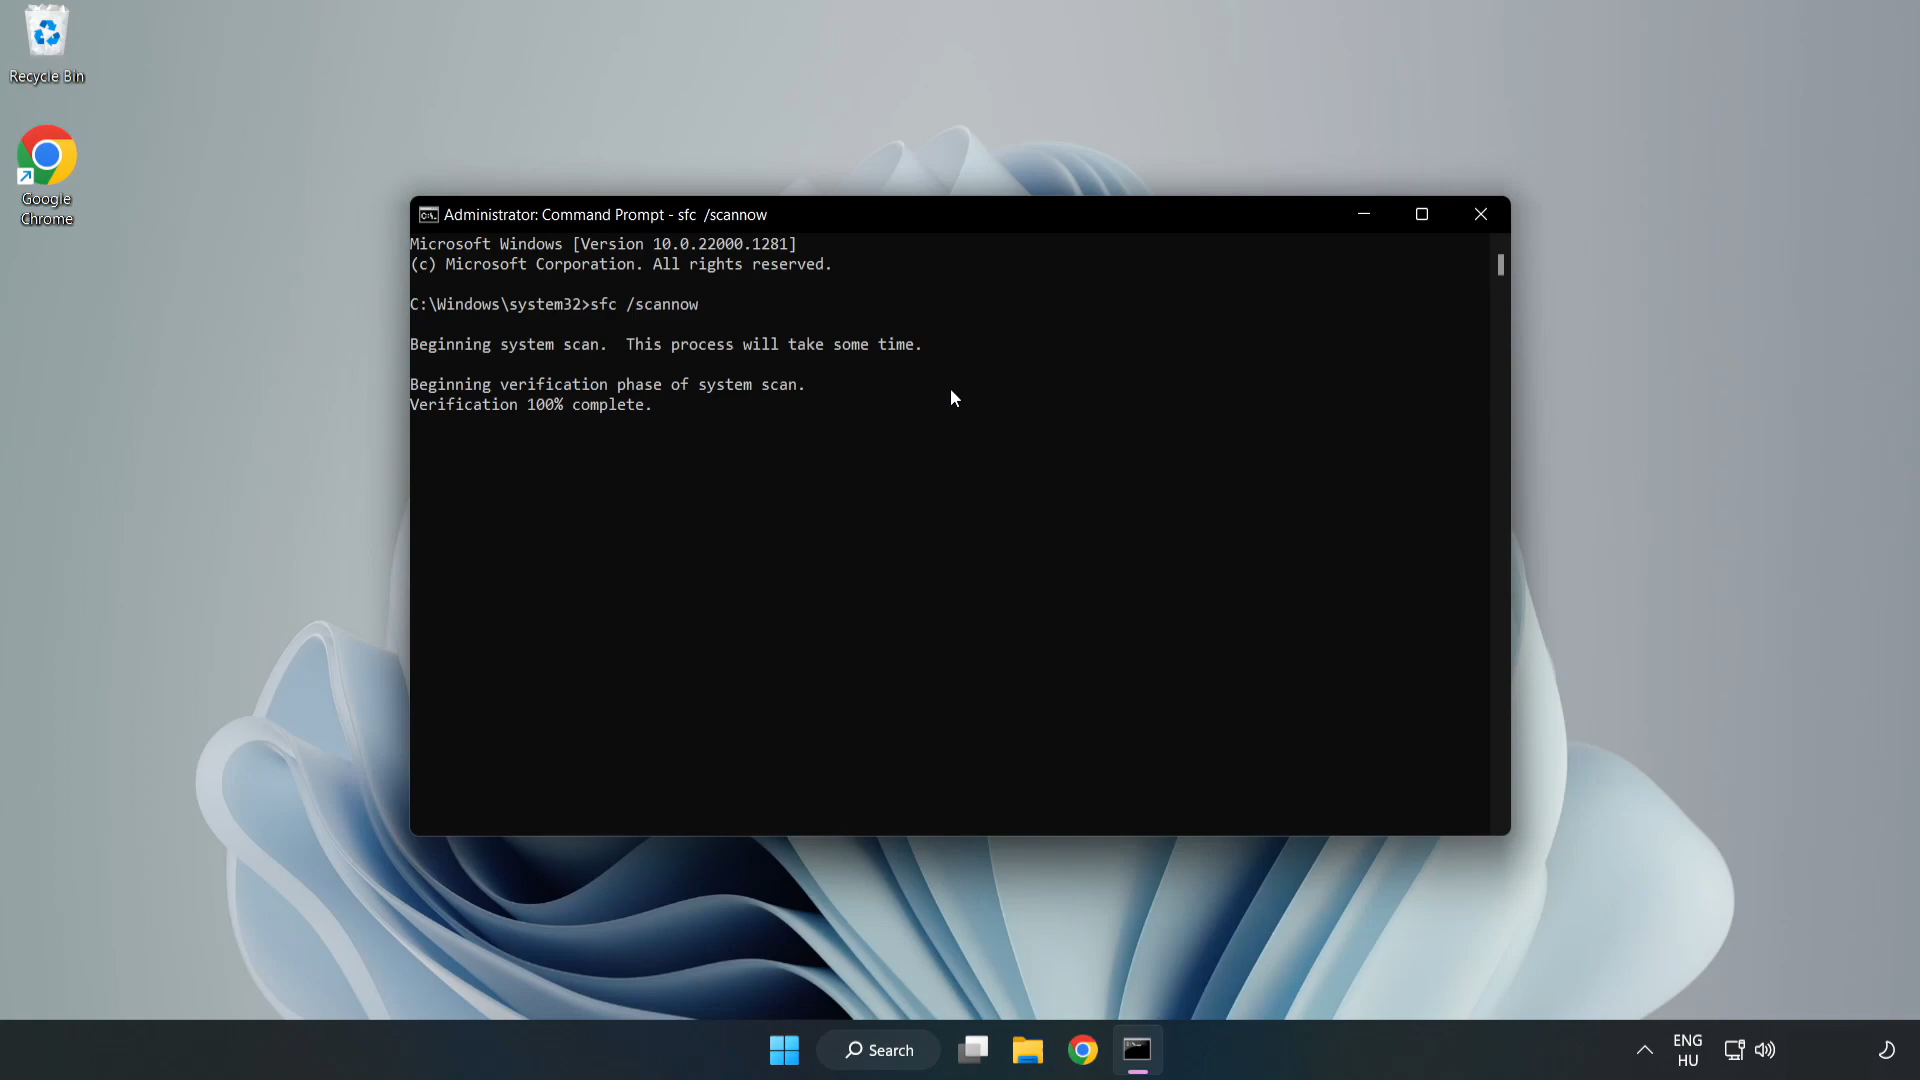 Recycle Bin
Google
Chrome
Administrator: Command Prompt - sfc  /scannow
Microsoft Windows [Version 10.0.22000.1281]
(c) Microsoft Corporation. All rights reserved.
C:\Windows\system32>sfc /scannow
Beginning system scan.  This process will take some time.
Beginning verification phase of system scan.
Verification 100% complete.
Search
ENG
HU